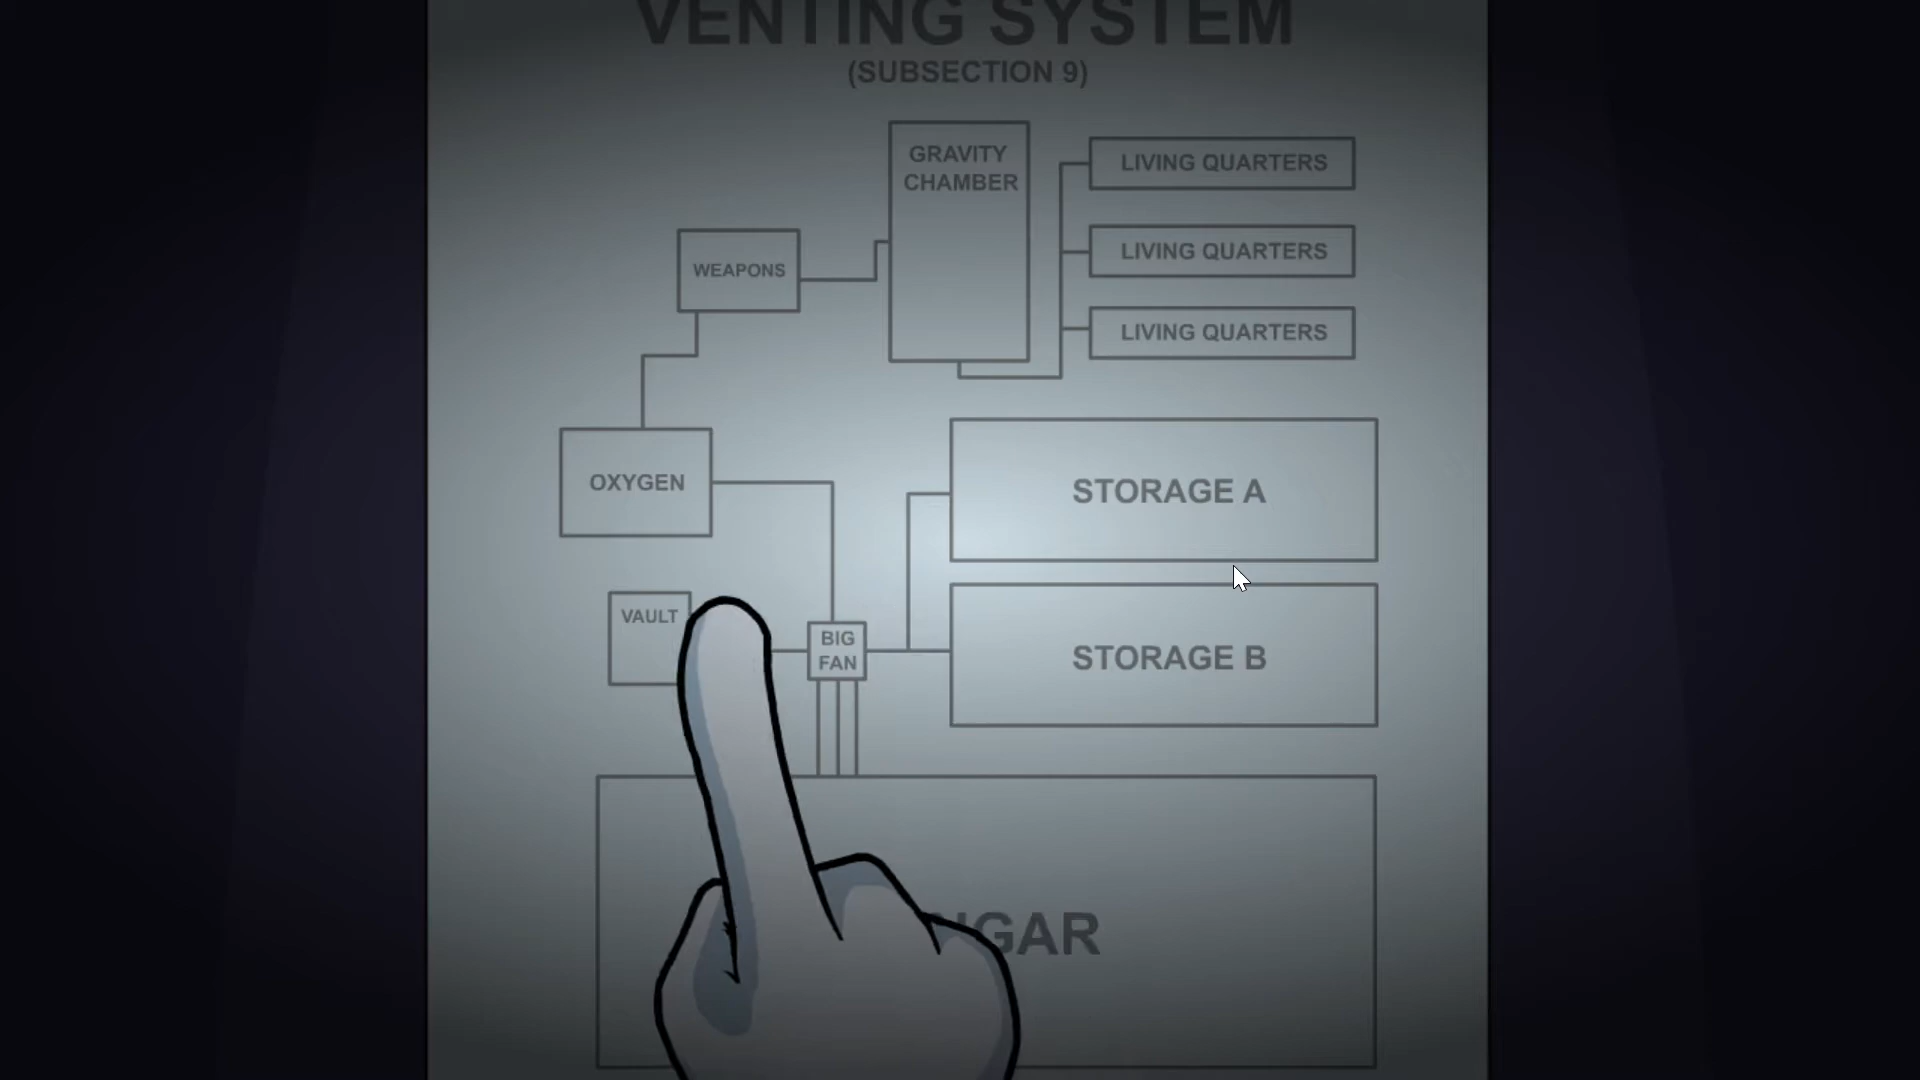 VENTING SYSTEM
(SUBSECTION 9)
GRAVITY
CHAMBER
LIVING QUARTERS
WEAPONS
LIVING QUARTERS
LIVING QUARTERS
OXYGEN
STORAGE A
VAULT
BIG
FAN
STORAGE B